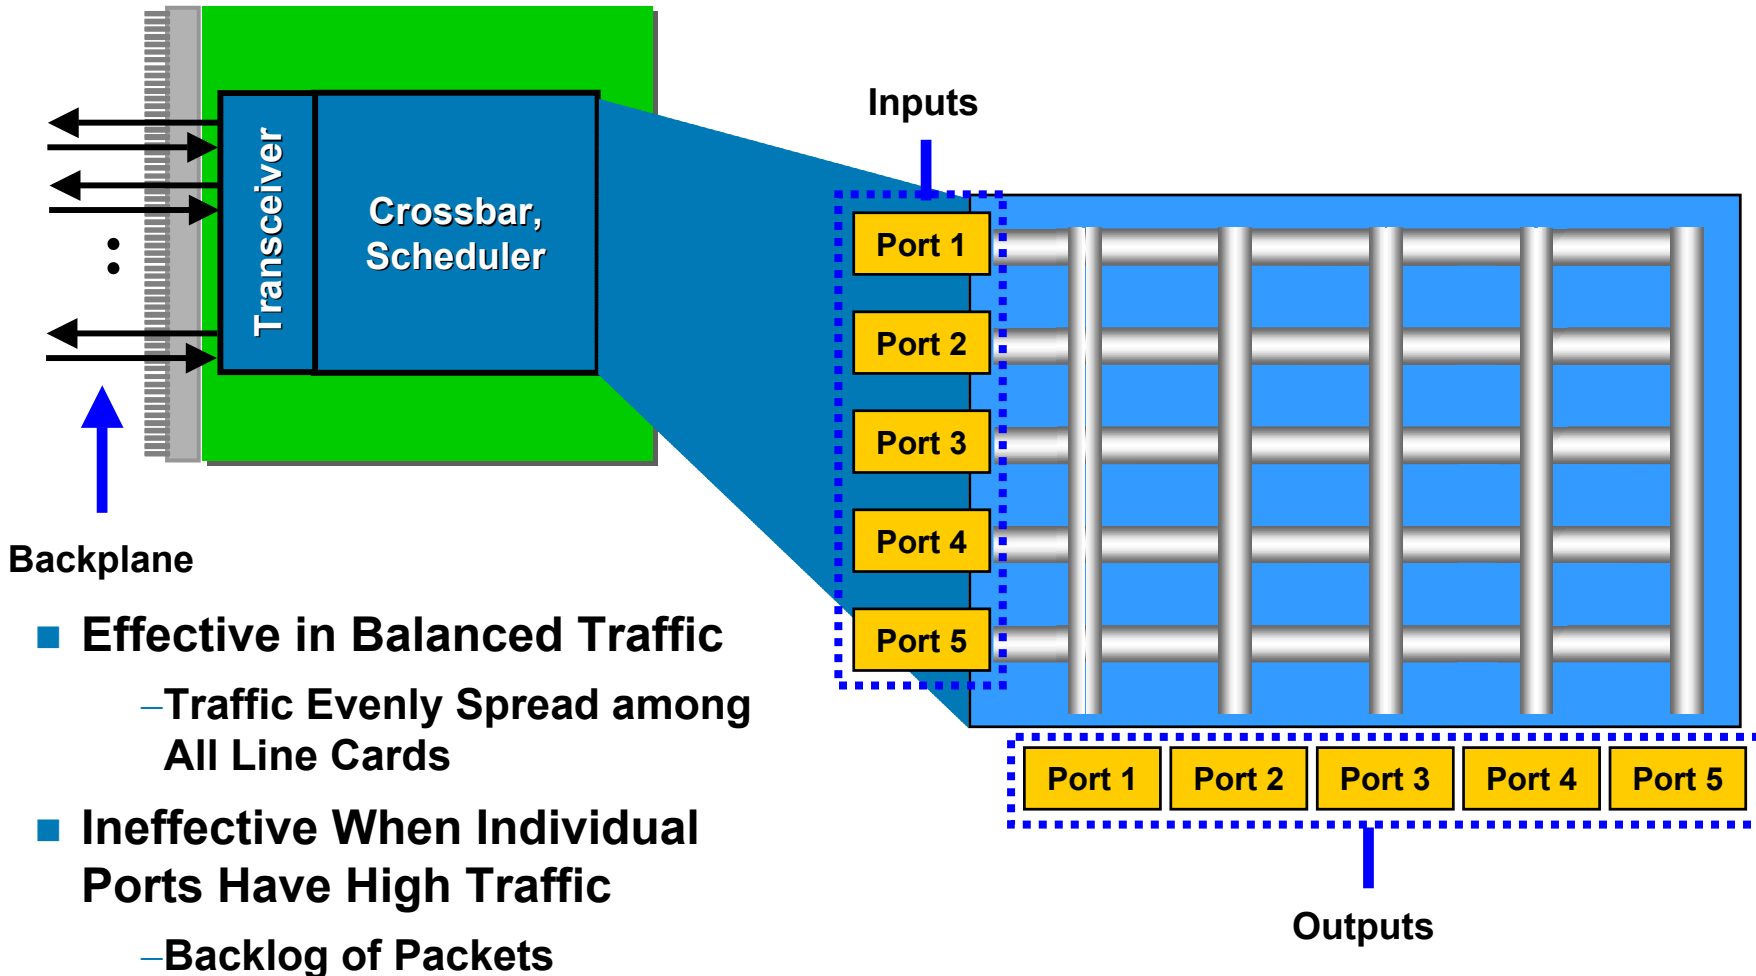 Inputs
Transceiver
Crossbar,
Scheduler
Port 1
Port 2
Port 3
Port 4
Port 5
Backplane
■ Effective in Balanced Traffic
–Traffic Evenly Spread among
All Line Cards
■ Ineffective When Individual
Ports Have High Traffic
–Backlog of Packets
Port 1
Port 2
Port 3
Port 4
Port 5
Outputs